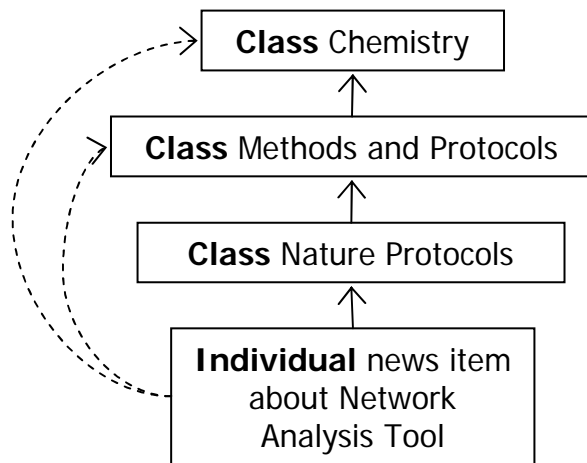 Class Chemistry
Class Methods and Protocols
Class Nature Protocols
Individual news item
about Network
Analysis Tool